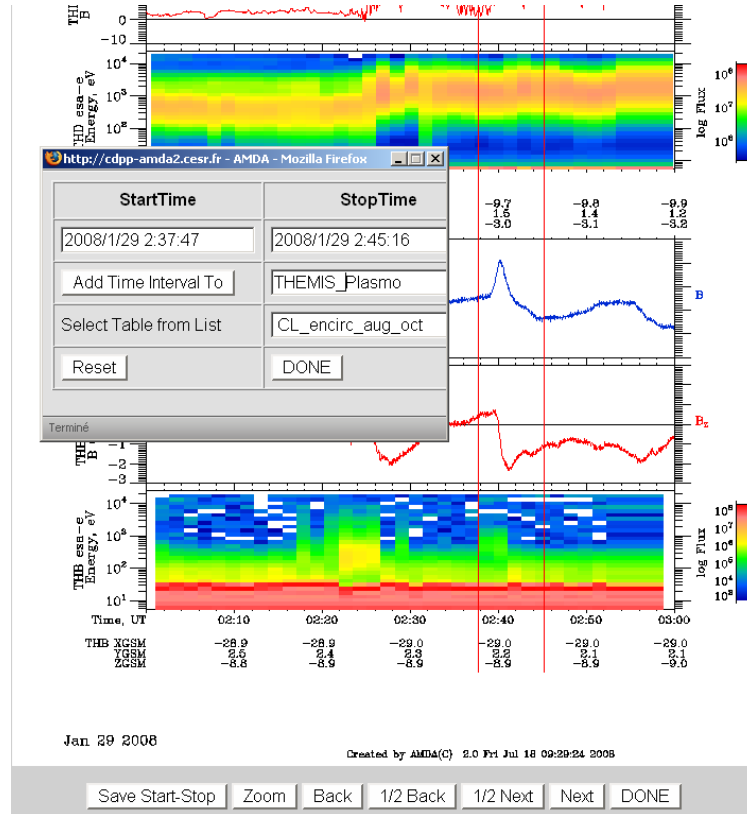 THI
B
0
-10
THD esa-e
Energy, eV
10⁴
10³
10²
log Flux
10⁸
10⁷
10⁶
http://cdpp-amda2.cesr.fr - AMDA - Mozilla Firefox
StartTime StopTime
2008/1/29 2:37:47 2008/1/29 2:45:16
Add Time Interval To THEMIS_Plasmo
Select Table from List CL_encirc_aug_oct
Reset DONE
Terminé
-9.7 -9.8 -9.9
1.5 1.4 1.2
-3.0 -3.1 -3.2
B
Bz
THB
B
-1
-2
-3
THB esa-e
Energy, eV
10⁴
10³
10²
10¹
log Flux
10⁸
10⁷
10⁶
10⁵
10⁴
10³
Time, UT 02:10 02:20 02:30 02:40 02:50 03:00
THB XGSM -28.9 -28.9 -29.0 -29.0 -29.0 -29.0
YGSM 2.5 2.4 2.3 2.2 2.1 2.1
ZGSM -8.8 -8.9 -8.9 -8.9 -8.9 -9.0
Jan 29 2008
Created by AMDA(C) 2.0 Fri Jul 18 09:29:24 2008
Save Start-Stop Zoom Back 1/2 Back 1/2 Next Next DONE